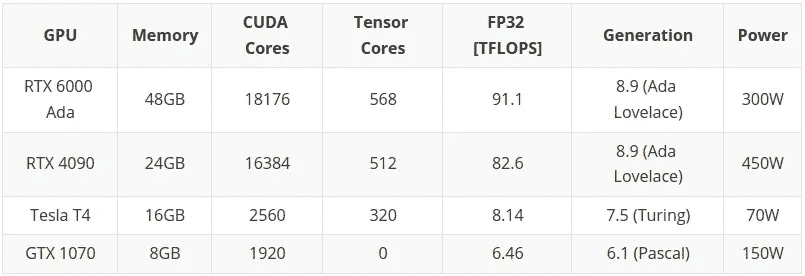 GPU Memory CUDA Cores Tensor Cores FP32 [TFLOPS] Generation Power
RTX 6000 Ada 48GB 18176 568 91.1 8.9 (Ada Lovelace) 300W
RTX 4090 24GB 16384 512 82.6 8.9 (Ada Lovelace) 450W
Tesla T4 16GB 2560 320 8.14 7.5 (Turing) 70W
GTX 1070 8GB 1920 0 6.46 6.1 (Pascal) 150W